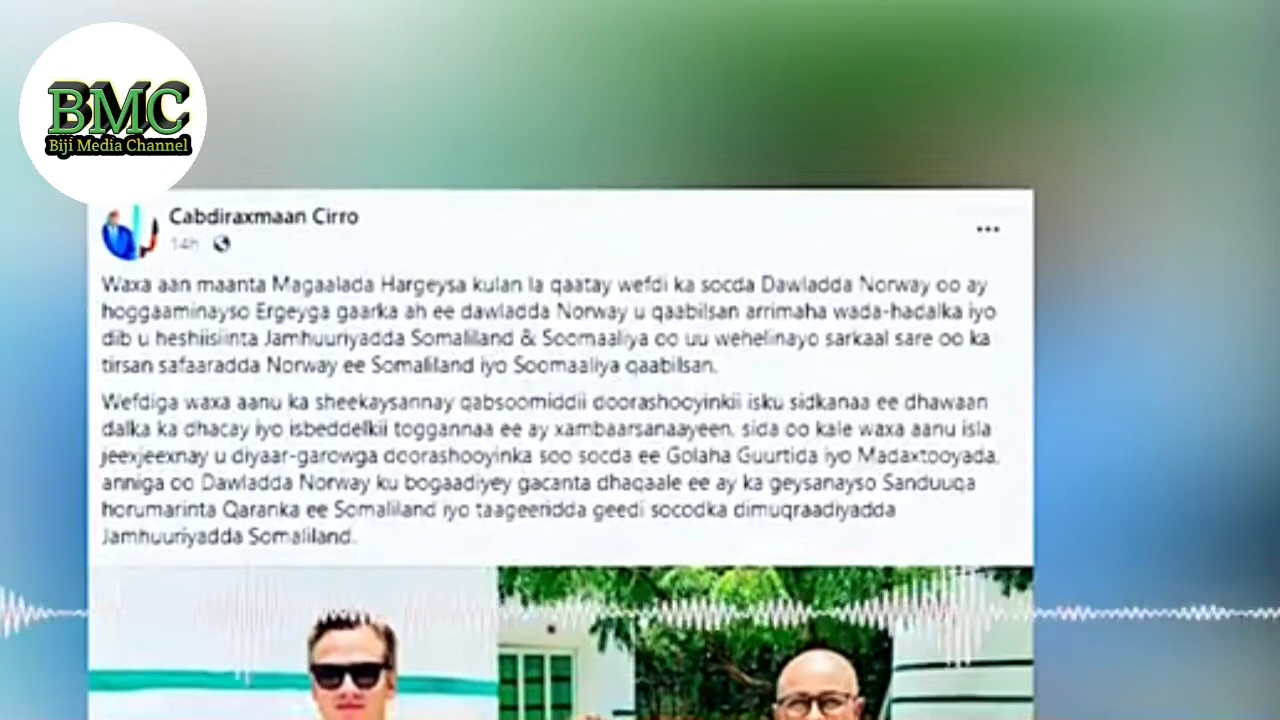 BMC
Biji Media Channel
Cabdiraxmaan Cirro
14h
Waxa aan maanta Magaalada Hargeysa kulan la qaatay wefdi ka socda Dawladda Norway oo ay
hoggaaminayso Ergeyga gaarka ah ee dawladda Norway u qaabilsan arrimaha wada-hadalka iyo
dib u heshiisiinta Jamhuuriyadda Somaliland & Soomaaliya oo uu wehelinayo sarkaal sare oo ka
tirsan safaaradda Norway ee Somaliland iyo Soomaaliya qaabilsan.
Wefdiga waxa aanu ka sheekaysannay qabsoomiddii doorashooyinkii isku sidkanaa ee dhawaan
dalka ka dhacay iyo isbeddelkii toggannaa ee ay xambaarsanaayeen, sida oo kale waxa aanu isla
jeexjeexnay u diyaar-garowga doorashooyinka soo socda ee Golaha Guurtida iyo Madaxtooyada,
anniga oo Dawladda Norway ku bogaadiyey gacanta dhaqaale ee ay ka geysanayso Sanduuqa
horumarinta Qaranka ee Somaliland iyo taageeridda geedi socodka dimuqraadiyadda
Jamhuuriyadda Somaliland.